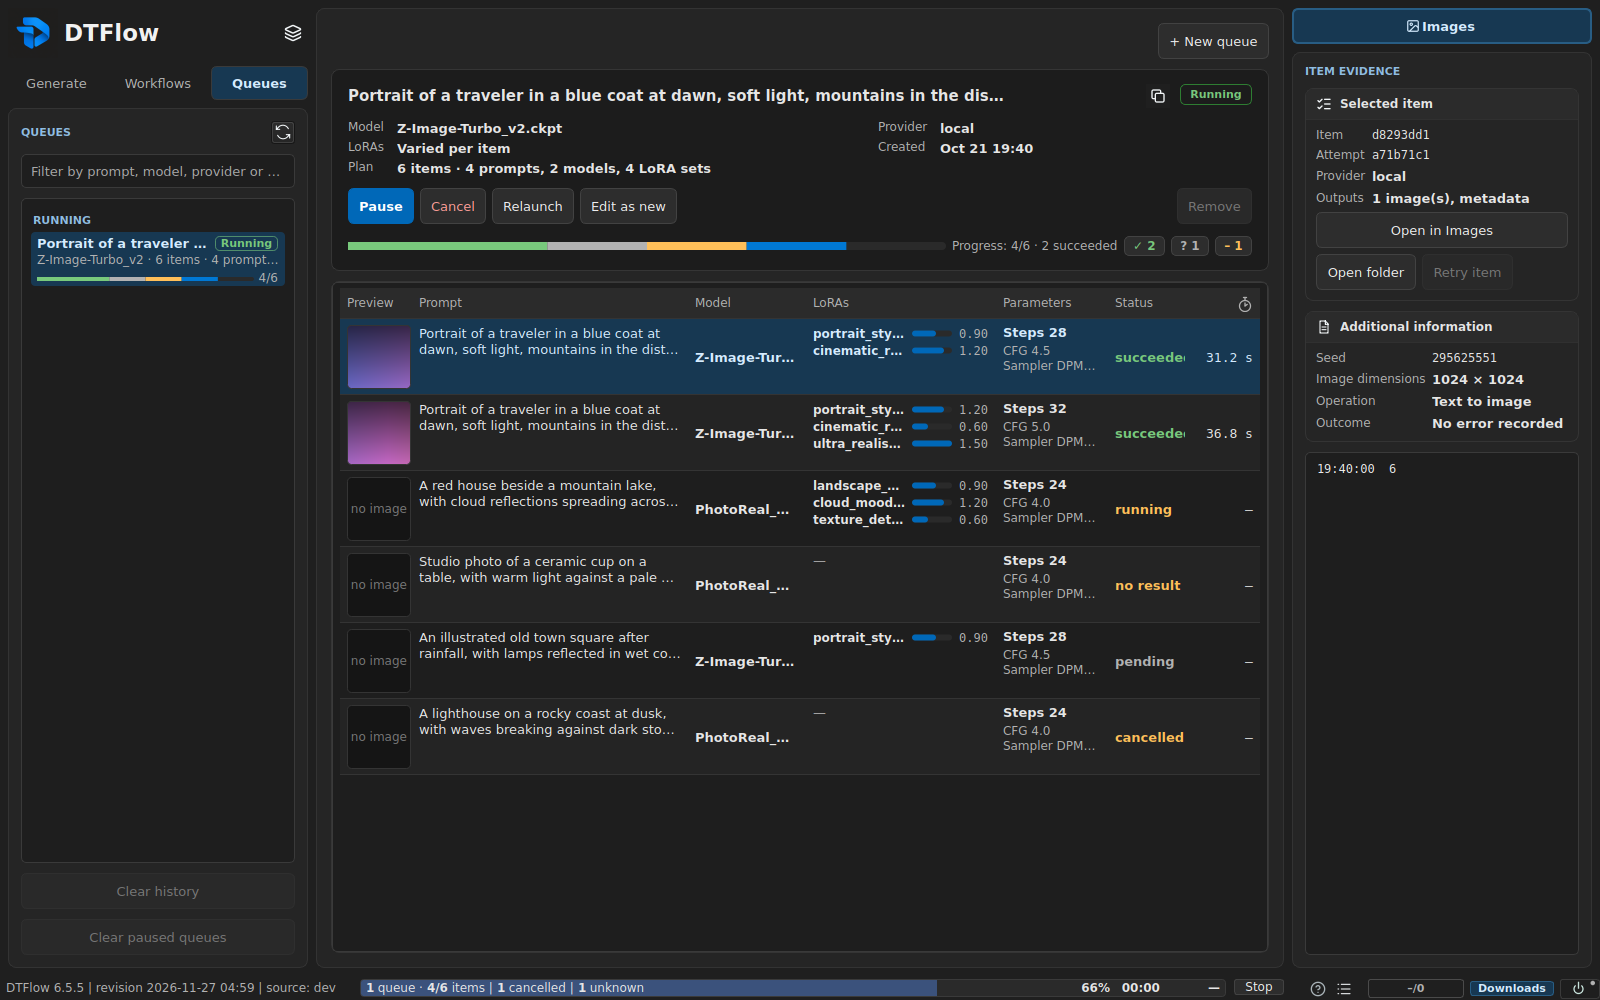 DTFlow
Generate
Workflows
Queues
QUEUES
Filter by prompt, model, provider or …
RUNNING
Portrait of a traveler …
Running
Z-Image-Turbo_v2 · 6 items · 4 prompt…
4/6
Clear history
Clear paused queues
+ New queue
Portrait of a traveler in a blue coat at dawn, soft light, mountains in the dis…
Running
Model Z-Image-Turbo_v2.ckpt
Provider local
LoRAs Varied per item
Created Oct 21 19:40
Plan 6 items · 4 prompts, 2 models, 4 LoRA sets
Pause
Cancel
Relaunch
Edit as new
Remove
Progress: 4/6 · 2 succeeded
✓ 2
? 1
– 1
Preview Prompt Model LoRAs Parameters Status
Portrait of a traveler in a blue coat at
dawn, soft light, mountains in the dist…
Z-Image-Tur…
portrait_sty… 0.90
cinematic_r… 1.20
Steps 28
CFG 4.5
Sampler DPM…
succeeded
31.2 s
Portrait of a traveler in a blue coat at
dawn, soft light, mountains in the dist…
Z-Image-Tur…
portrait_sty… 1.20
cinematic_r… 0.60
ultra_realis… 1.50
Steps 32
CFG 5.0
Sampler DPM…
succeeded
36.8 s
no image
A red house beside a mountain lake,
with cloud reflections spreading acros…
PhotoReal_…
landscape_… 0.90
cloud_mood… 1.20
texture_det… 0.60
Steps 24
CFG 4.0
Sampler DPM…
running
–
no image
Studio photo of a ceramic cup on a
table, with warm light against a pale …
PhotoReal_…
—
Steps 24
CFG 4.0
Sampler DPM…
no result
–
no image
An illustrated old town square after
rainfall, with lamps reflected in wet co…
Z-Image-Tur…
portrait_sty… 0.90
Steps 28
CFG 4.5
Sampler DPM…
pending
–
no image
A lighthouse on a rocky coast at dusk,
with waves breaking against dark sto…
PhotoReal_…
—
Steps 24
CFG 4.0
Sampler DPM…
cancelled
–
Images
ITEM EVIDENCE
Selected item
Item d8293dd1
Attempt a71b71c1
Provider local
Outputs 1 image(s), metadata
Open in Images
Open folder
Retry item
Additional information
Seed 295625551
Image dimensions 1024 × 1024
Operation Text to image
Outcome No error recorded
19:40:00 6
DTFlow 6.5.5 | revision 2026-11-27 04:59 | source: dev
1 queue · 4/6 items | 1 cancelled | 1 unknown
66% 00:00 —
Stop
–/0
Downloads